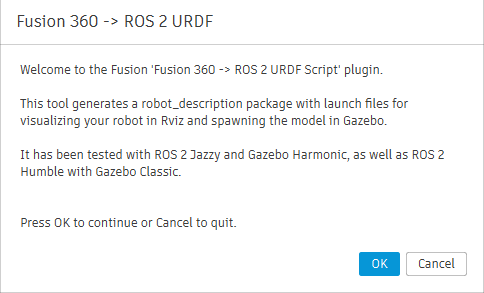 Fusion 360 -> ROS 2 URDF
Welcome to the Fusion 'Fusion 360 -> ROS 2 URDF Script' plugin.
This tool generates a robot_description package with launch files for
visualizing your robot in Rviz and spawning the model in Gazebo.
It has been tested with ROS 2 Jazzy and Gazebo Harmonic, as well as ROS 2
Humble with Gazebo Classic.
Press OK to continue or Cancel to quit.
OK Cancel